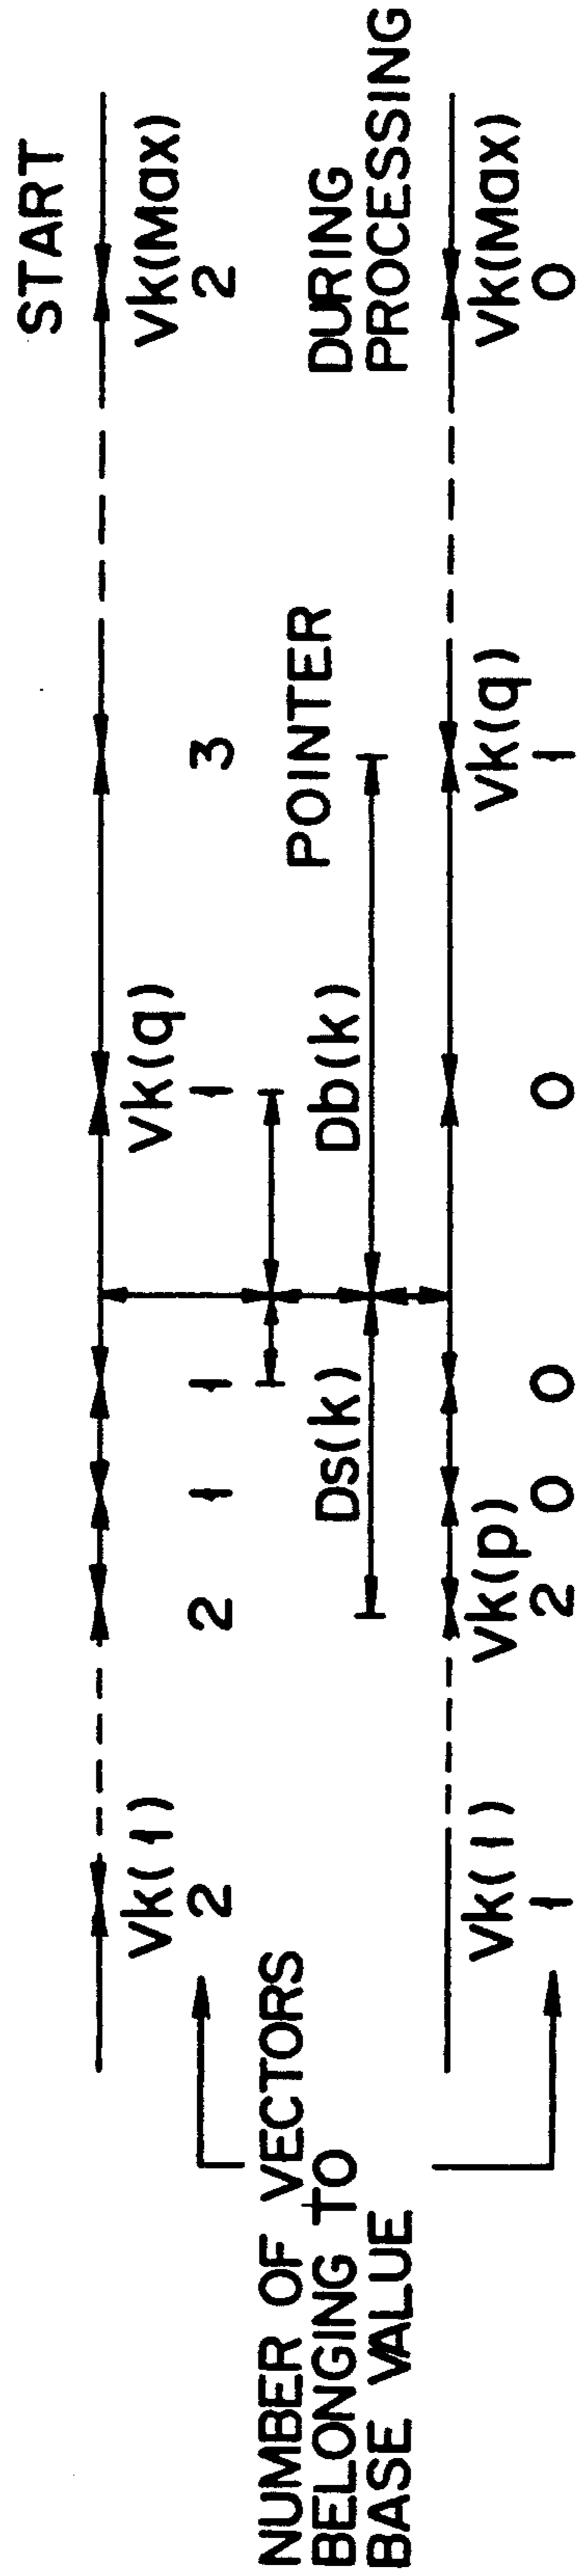 START
Vk(1) Vk(q) Vk(Max)
2 2 1 1 1 3 2
NUMBER OF VECTORS
BELONGING TO
BASE VALUE
POINTER
Ds(k) Db(k)
DURING
PROCESSING
Vk(1) Vk(p) Vk(q) Vk(Max)
1 2 0 0 0 1 0